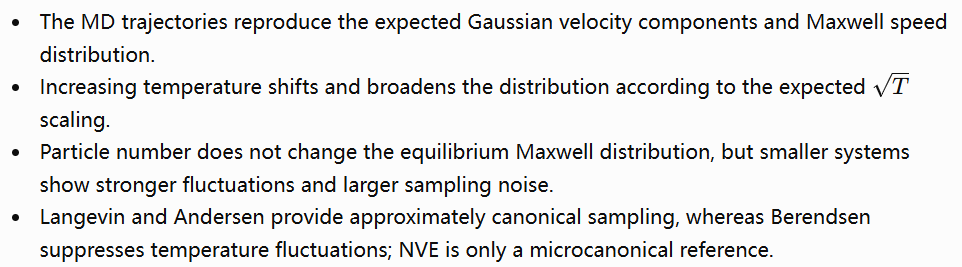 • The MD trajectories reproduce the expected Gaussian velocity components and Maxwell speed
distribution.
• Increasing temperature shifts and broadens the distribution according to the expected √T
scaling.
• Particle number does not change the equilibrium Maxwell distribution, but smaller systems
show stronger fluctuations and larger sampling noise.
• Langevin and Andersen provide approximately canonical sampling, whereas Berendsen
suppresses temperature fluctuations; NVE is only a microcanonical reference.